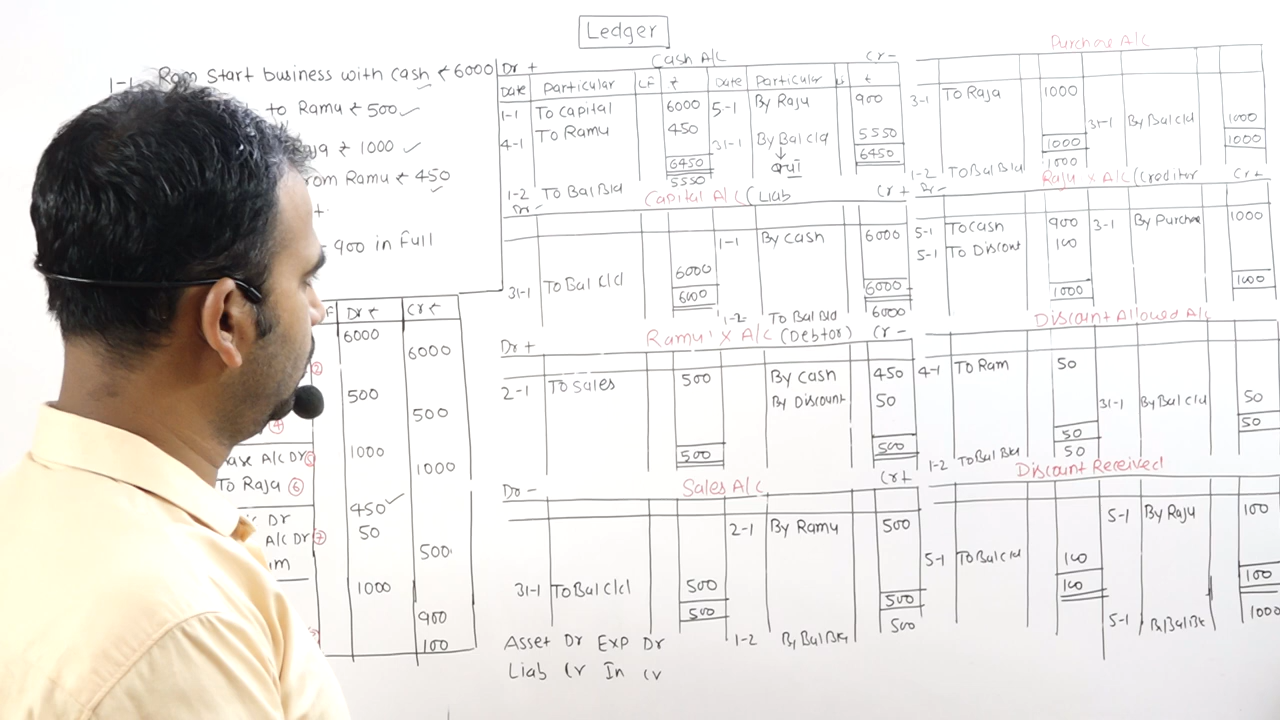 Ledger
1-1 Ram Start business with cash ₹ 6000
to Ramu ₹ 500 ✓
₹ 1000 ✓
rom Ramu ₹ 450
900 in full
Dr ₹ Cr ₹
6000
6000
②
500
500
④
ase A/C Dr 1000
1000
To Raja ⑥
450 ✓
Dr
A/C Dr ⑦ 50
500
1000
900
100
Dr + Cash A/C Cr -
Date Particular LF ₹ Date Particular ₹
1-1 To Capital 6000 5-1 By Raju 900
4-1 To Ramu 450 31-1 By Bal c/d 5550
6450 6450
1-2 To Bal B/d 5550
Dr - Capital A/C (Liab Cr +
1-1 By Cash 6000
31-1 To Bal C/d 6000
6000 6000
1-2 To Bal B/d 6000
Dr + Ramu's X A/C (Debtor) Cr -
2-1 To Sales 500 By Cash 450
By Discount 50
500 500
Dr - Sales A/C Cr +
2-1 By Ramu 500
31-1 To Bal C/d 500
500 500
1-2 By Bal B/d 500
Asset Dr Exp Dr
Liab Cr In Cr
Purchase A/C
3-1 To Raja 1000
31-1 By Bal C/d 1000
1000 1000
1-2 To Bal B/d 1000
Dr - Raju X A/C (Creditor Cr +
5-1 To Cash 900 3-1 By Purchase 1000
5-1 To Discont 100
1000 1000
Discount Allowed A/C
4-1 To Ram 50
31-1 By Bal C/d 50
50 50
1-2 To Bal B/d 50
Discount Received
5-1 By Raju 100
5-1 To Bal C/d 100
100 100
5-1 By Bal B/d 1000